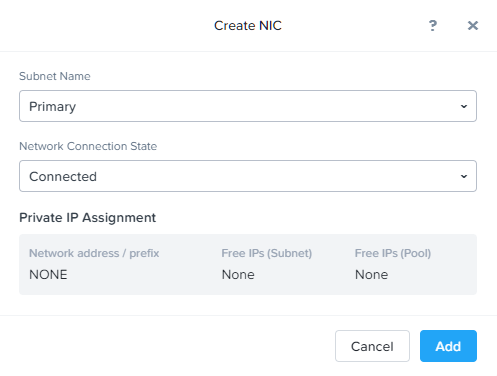 Create NIC ? ×
Subnet Name
Primary
Network Connection State
Connected
Private IP Assignment
Network address / prefix Free IPs (Subnet) Free IPs (Pool)
NONE None None
Cancel Add